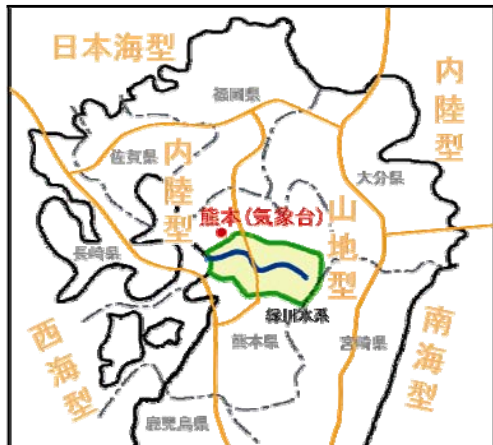 日本海型
内陸型
福岡県
佐賀県
内陸型
大分県
熊本(気象台)
山地型
長崎県
緑川水系
西海型
熊本県
宮崎県
南海型
鹿児島県